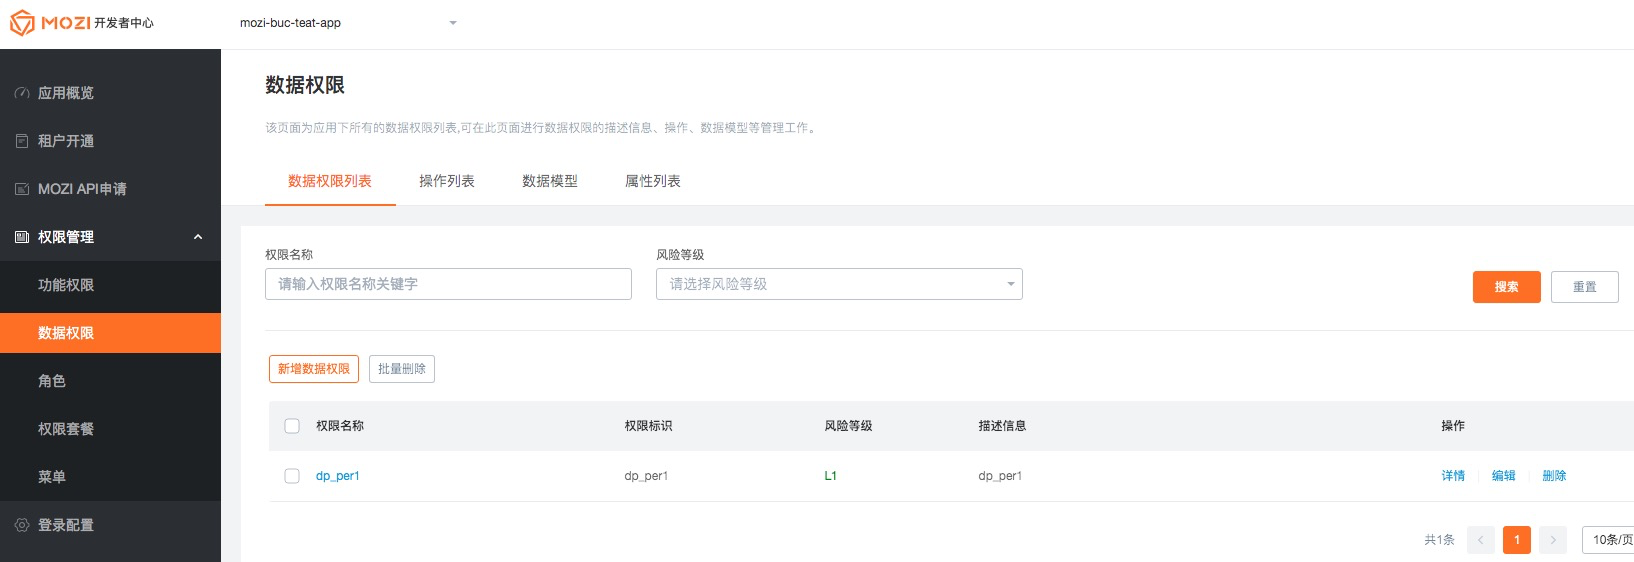 MOZI 开发者中心
mozi-buc-teat-app
应用概览
租户开通
MOZI API申请
权限管理
功能权限
数据权限
角色
权限套餐
菜单
登录配置
数据权限
该页面为应用下所有的数据权限列表,可在此页面进行数据权限的描述信息、操作、数据模型等管理工作。
数据权限列表 操作列表 数据模型 属性列表
权限名称 风险等级
请输入权限名称关键字 请选择风险等级 搜索 重置
新增数据权限 批量删除
权限名称 权限标识 风险等级 描述信息 操作
dp_per1 dp_per1 L1 dp_per1 详情 编辑 删除
共1条 1 10条/页